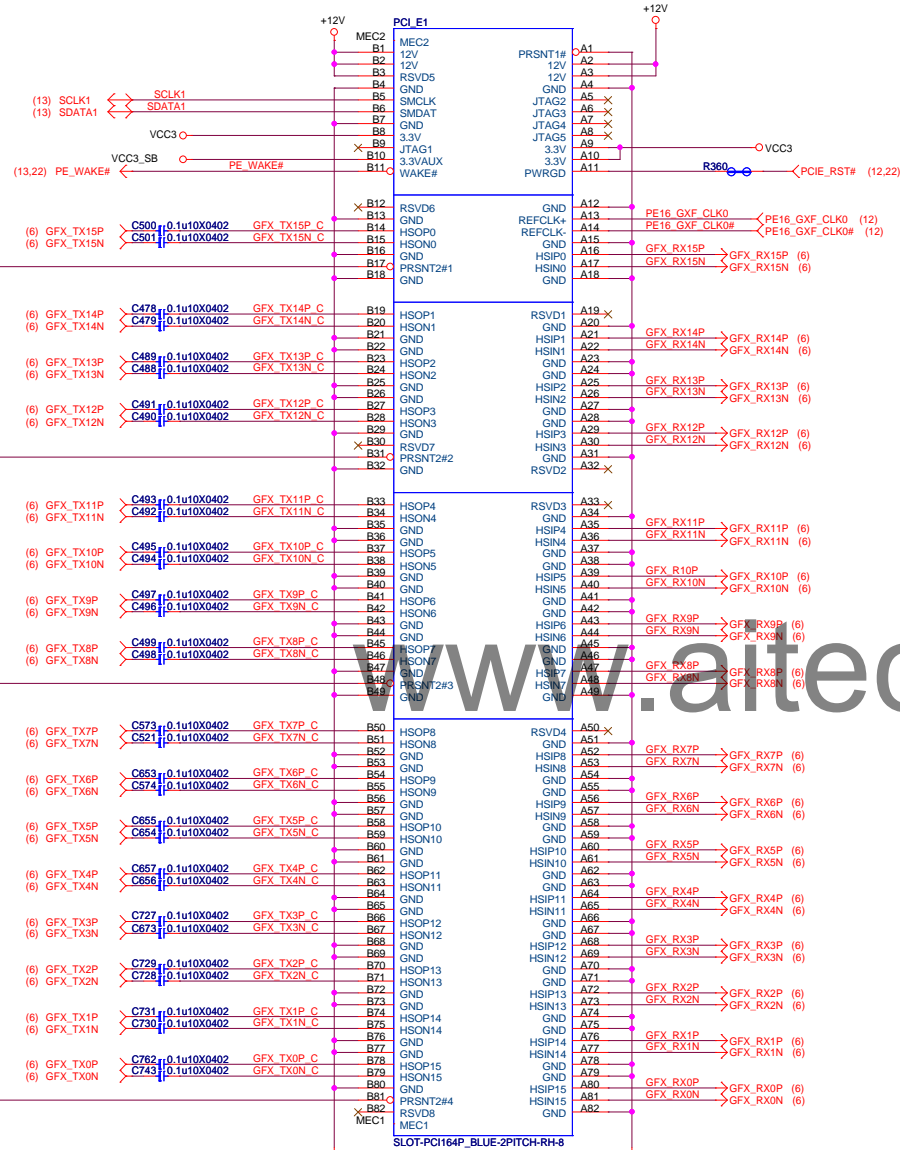 +12V
+12V
PCI_E1
MEC2
MEC2
B1 12V PRSNT1# A1
B2 12V 12V A2
B3 RSVD5 12V A3
B4 GND GND A4
(13) SCLK1 SCLK1 B5 SMCLK JTAG2 A5
(13) SDATA1 SDATA1 B6 SMDAT JTAG3 A6
B7 GND JTAG4 A7
VCC3 B8 3.3V JTAG5 A8
B9 JTAG1 3.3V A9 VCC3
VCC3_SB B10 3.3VAUX 3.3V A10
(13,22) PE_WAKE# PE_WAKE# B11 WAKE# PWRGD A11 R360 PCIE_RST# (12,22)
B12 RSVD6 GND A12
B13 GND REFCLK+ A13 PE16_GXF_CLK0 PE16_GXF_CLK0 (12)
(6) GFX_TX15P C500 0.1u10X0402 GFX_TX15P_C B14 HSOP0 REFCLK- A14 PE16_GXF_CLK0# PE16_GXF_CLK0# (12)
(6) GFX_TX15N C501 0.1u10X0402 GFX_TX15N_C B15 HSON0 GND A15
B16 GND HSIP0 A16 GFX_RX15P GFX_RX15P (6)
B17 PRSNT2#1 HSIN0 A17 GFX_RX15N GFX_RX15N (6)
B18 GND GND A18
(6) GFX_TX14P C478 0.1u10X0402 GFX_TX14P_C B19 HSOP1 RSVD1 A19
(6) GFX_TX14N C479 0.1u10X0402 GFX_TX14N_C B20 HSON1 GND A20
B21 GND HSIP1 A21 GFX_RX14P GFX_RX14P (6)
B22 GND HSIN1 A22 GFX_RX14N GFX_RX14N (6)
(6) GFX_TX13P C489 0.1u10X0402 GFX_TX13P_C B23 HSOP2 GND A23
(6) GFX_TX13N C488 0.1u10X0402 GFX_TX13N_C B24 HSON2 GND A24
B25 GND HSIP2 A25 GFX_RX13P GFX_RX13P (6)
B26 GND HSIN2 A26 GFX_RX13N GFX_RX13N (6)
(6) GFX_TX12P C491 0.1u10X0402 GFX_TX12P_C B27 HSOP3 GND A27
(6) GFX_TX12N C490 0.1u10X0402 GFX_TX12N_C B28 HSON3 GND A28
B29 GND HSIP3 A29 GFX_RX12P GFX_RX12P (6)
B30 RSVD7 HSIN3 A30 GFX_RX12N GFX_RX12N (6)
B31 PRSNT2#2 GND A31
B32 GND RSVD2 A32
(6) GFX_TX11P C493 0.1u10X0402 GFX_TX11P_C B33 HSOP4 RSVD3 A33
(6) GFX_TX11N C492 0.1u10X0402 GFX_TX11N_C B34 HSON4 GND A34
B35 GND HSIP4 A35 GFX_RX11P GFX_RX11P (6)
B36 GND HSIN4 A36 GFX_RX11N GFX_RX11N (6)
(6) GFX_TX10P C495 0.1u10X0402 GFX_TX10P_C B37 HSOP5 GND A37
(6) GFX_TX10N C494 0.1u10X0402 GFX_TX10N_C B38 HSON5 GND A38
B39 GND HSIP5 A39 GFX_R10P GFX_RX10P (6)
B40 GND HSIN5 A40 GFX_RX10N GFX_RX10N (6)
(6) GFX_TX9P C497 0.1u10X0402 GFX_TX9P_C B41 HSOP6 GND A41
(6) GFX_TX9N C496 0.1u10X0402 GFX_TX9N_C B42 HSON6 GND A42
B43 GND HSIP6 A43 GFX_RX9P GFX_RX9P (6)
B44 GND HSIN6 A44 GFX_RX9N GFX_RX9N (6)
(6) GFX_TX8P C499 0.1u10X0402 GFX_TX8P_C B45 HSOP7 GND A45
(6) GFX_TX8N C498 0.1u10X0402 GFX_TX8N_C B46 HSON7 GND A46
B47 GND HSIP7 A47 GFX_RX8P GFX_RX8P (6)
B48 PRSNT2#3 HSIN7 A48 GFX_RX8N GFX_RX8N (6)
B49 GND GND A49
www.aitec
(6) GFX_TX7P C573 0.1u10X0402 GFX_TX7P_C B50 HSOP8 RSVD4 A50
(6) GFX_TX7N C521 0.1u10X0402 GFX_TX7N_C B51 HSON8 GND A51
B52 GND HSIP8 A52 GFX_RX7P GFX_RX7P (6)
B53 GND HSIN8 A53 GFX_RX7N GFX_RX7N (6)
(6) GFX_TX6P C653 0.1u10X0402 GFX_TX6P_C B54 HSOP9 GND A54
(6) GFX_TX6N C574 0.1u10X0402 GFX_TX6N_C B55 HSON9 GND A55
B56 GND HSIP9 A56 GFX_RX6P GFX_RX6P (6)
B57 GND HSIN9 A57 GFX_RX6N GFX_RX6N (6)
(6) GFX_TX5P C655 0.1u10X0402 GFX_TX5P_C B58 HSOP10 GND A58
(6) GFX_TX5N C654 0.1u10X0402 GFX_TX5N_C B59 HSON10 GND A59
B60 GND HSIP10 A60 GFX_RX5P GFX_RX5P (6)
B61 GND HSIN10 A61 GFX_RX5N GFX_RX5N (6)
(6) GFX_TX4P C657 0.1u10X0402 GFX_TX4P_C B62 HSOP11 GND A62
(6) GFX_TX4N C656 0.1u10X0402 GFX_TX4N_C B63 HSON11 GND A63
B64 GND HSIP11 A64 GFX_RX4P GFX_RX4P (6)
B65 GND HSIN11 A65 GFX_RX4N GFX_RX4N (6)
(6) GFX_TX3P C727 0.1u10X0402 GFX_TX3P_C B66 HSOP12 GND A66
(6) GFX_TX3N C673 0.1u10X0402 GFX_TX3N_C B67 HSON12 GND A67
B68 GND HSIP12 A68 GFX_RX3P GFX_RX3P (6)
B69 GND HSIN12 A69 GFX_RX3N GFX_RX3N (6)
(6) GFX_TX2P C729 0.1u10X0402 GFX_TX2P_C B70 HSOP13 GND A70
(6) GFX_TX2N C728 0.1u10X0402 GFX_TX2N_C B71 HSON13 GND A71
B72 GND HSIP13 A72 GFX_RX2P GFX_RX2P (6)
B73 GND HSIN13 A73 GFX_RX2N GFX_RX2N (6)
(6) GFX_TX1P C731 0.1u10X0402 GFX_TX1P_C B74 HSOP14 GND A74
(6) GFX_TX1N C730 0.1u10X0402 GFX_TX1N_C B75 HSON14 GND A75
B76 GND HSIP14 A76 GFX_RX1P GFX_RX1P (6)
B77 GND HSIN14 A77 GFX_RX1N GFX_RX1N (6)
(6) GFX_TX0P C762 0.1u10X0402 GFX_TX0P_C B78 HSOP15 GND A78
(6) GFX_TX0N C743 0.1u10X0402 GFX_TX0N_C B79 HSON15 GND A79
B80 GND HSIP15 A80 GFX_RX0P GFX_RX0P (6)
B81 PRSNT2#4 HSIN15 A81 GFX_RX0N GFX_RX0N (6)
B82 RSVD8 GND A82
MEC1 MEC1
SLOT-PCI164P_BLUE-2PITCH-RH-8